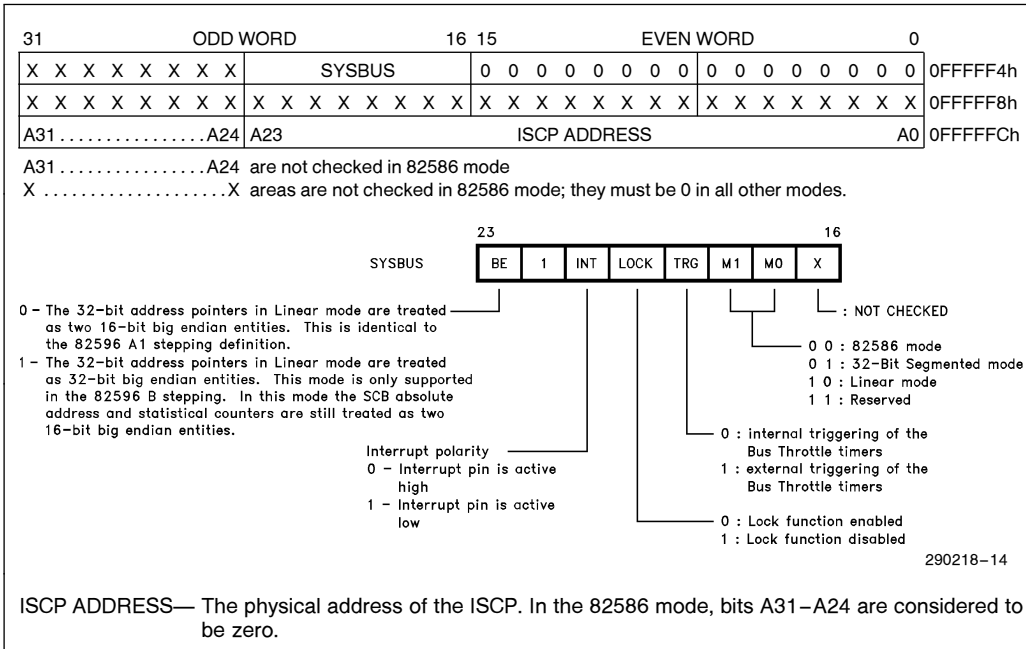 31 ODD WORD 16 15 EVEN WORD 0
X X X X X X X X SYSBUS 0 0 0 0 0 0 0 0 0 0 0 0 0 0 0 0 0FFFFF4h
X X X X X X X X X X X X X X X X X X X X X X X X X X X X X X X X 0FFFFF8h
A31 . . . . . . . . . . . . . . . . A24 A23 ISCP ADDRESS A0 0FFFFFCh
A31 . . . . . . . . . . . . . . . . A24 are not checked in 82586 mode
X . . . . . . . . . . . . . . . . . . . . X areas are not checked in 82586 mode; they must be 0 in all other modes.
23 16
SYSBUS BE 1 INT LOCK TRG M1 M0 X
0 – The 32–bit address pointers in Linear mode are treated
as two 16–bit big endian entities. This is identical to
the 82596 A1 stepping definition.
1 – The 32–bit address pointers in Linear mode are treated
as 32–bit big endian entities. This mode is only supported
in the 82596 B stepping. In this mode the SCB absolute
address and statistical counters are still treated as two
16–bit big endian entities.
: NOT CHECKED
0 0 : 82586 mode
0 1 : 32–Bit Segmented mode
1 0 : Linear mode
1 1 : Reserved
Interrupt polarity
0 – Interrupt pin is active
high
1 – Interrupt pin is active
low
0 : internal triggering of the
Bus Throttle timers
1 : external triggering of the
Bus Throttle timers
0 : Lock function enabled
1 : Lock function disabled
290218–14
ISCP ADDRESS— The physical address of the ISCP. In the 82586 mode, bits A31–A24 are considered to
be zero.